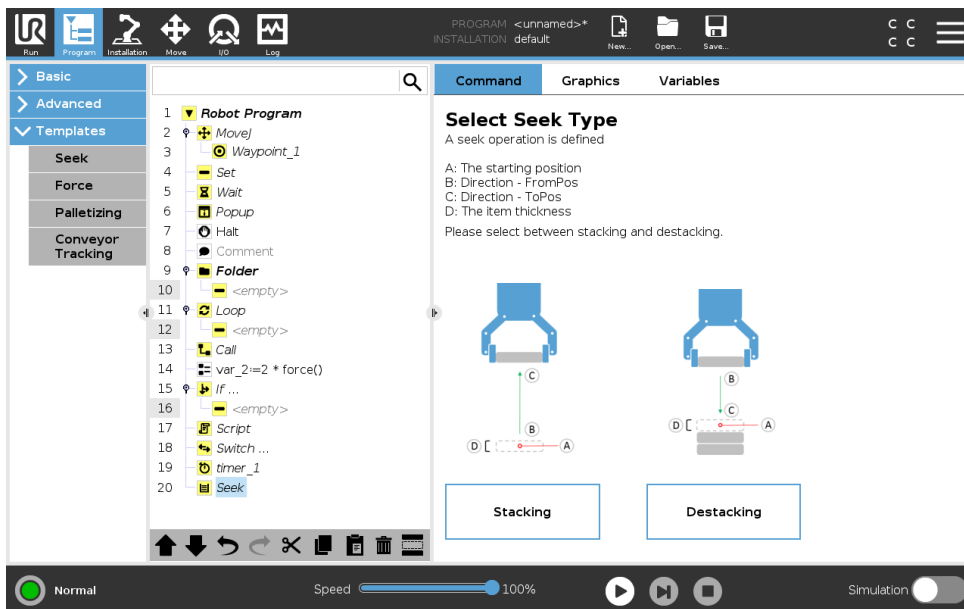 UR
Run
Program
Installation
Move
I/O
Log
PROGRAM <unnamed>*
INSTALLATION default
New...
Open...
Save...
C C
C C
Basic
Advanced
Templates
Seek
Force
Palletizing
Conveyor
Tracking
1 Robot Program
2 MoveJ
3 Waypoint_1
4 Set
5 Wait
6 Popup
7 Halt
8 Comment
9 Folder
10 <empty>
11 Loop
12 <empty>
13 Call
14 var_2:=2 * force()
15 If ...
16 <empty>
17 Script
18 Switch ...
19 timer_1
20 Seek
Command Graphics Variables
Select Seek Type
A seek operation is defined
A: The starting position
B: Direction - FromPos
C: Direction - ToPos
D: The item thickness
Please select between stacking and destacking.
C
B
D A
B
C
D A
Stacking
Destacking
Normal
Speed 100%
Simulation